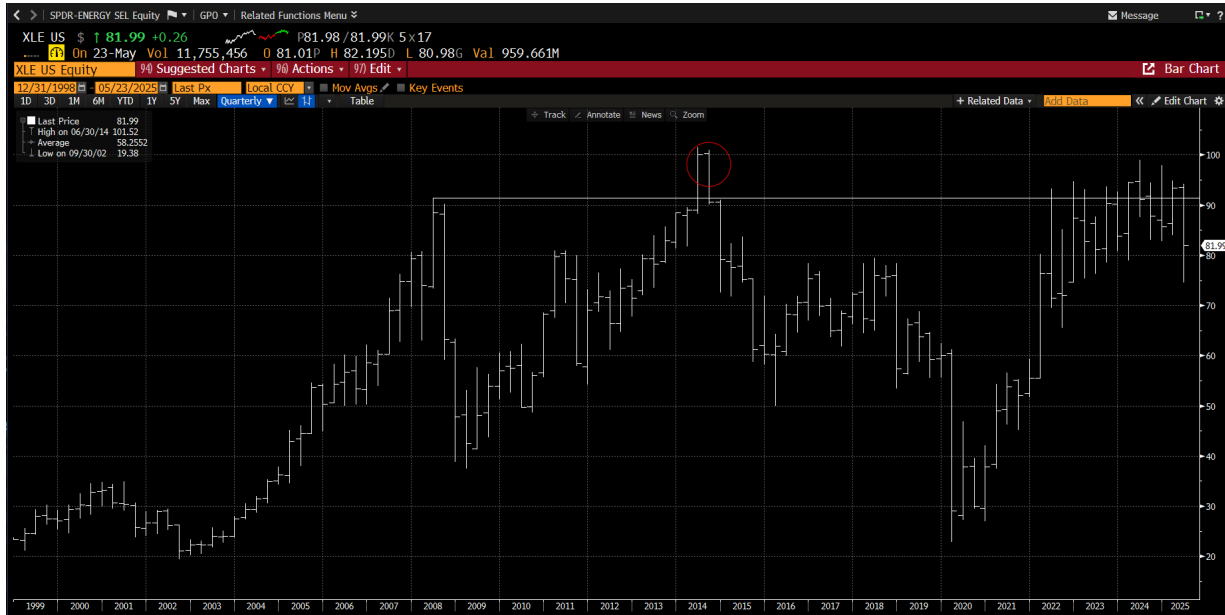 < > SPDR-ENERGY SEL Equity GPO Related Functions Menu Message ?
XLE US $ ↑ 81.99 +0.26 P81.98/81.99K 5x17
On 23-May Vol 11,755,456 O 81.01P H 82.195D L 80.98G Val 959.661M
XLE US Equity 94) Suggested Charts 96) Actions 97) Edit Bar Chart
12/31/1998 - 05/23/2025 Last Px Local CCY Mov Avgs Key Events
1D 3D 1M 6M YTD 1Y 5Y Max Quarterly ▼ Table + Related Data Add Data « Edit Chart
Track Annotate News Zoom
Last Price 81.99
High on 06/30/14 101.52
Average 58.2552
Low on 09/30/02 19.38
100
90
81.99
80
70
60
50
40
30
20
1999 2000 2001 2002 2003 2004 2005 2006 2007 2008 2009 2010 2011 2012 2013 2014 2015 2016 2017 2018 2019 2020 2021 2022 2023 2024 2025